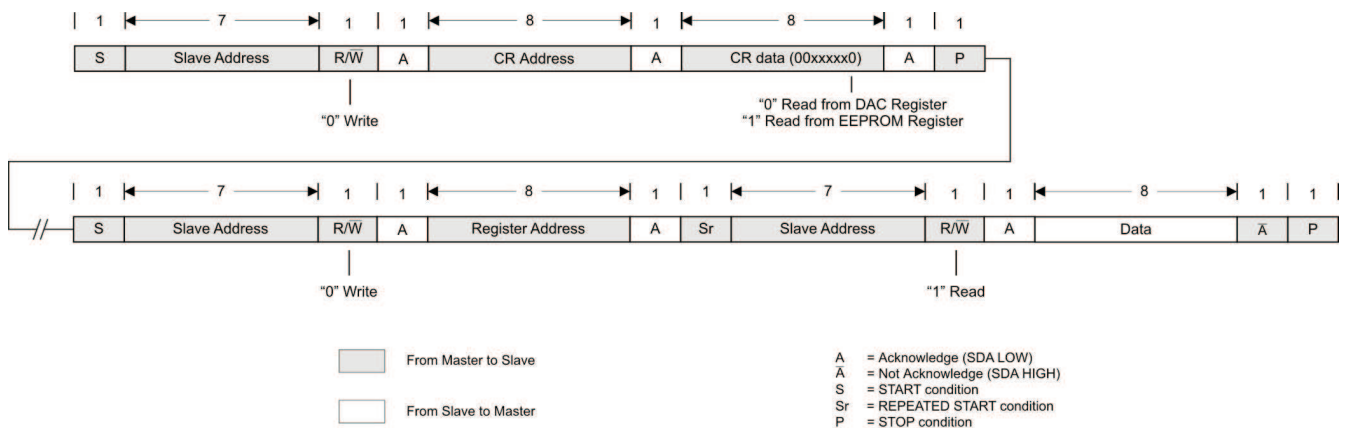 1 7 1 1 8 1 8 1 1
S Slave Address R/W̅ A CR Address A CR data (00xxxxx0) A P
“0” Write
“0” Read from DAC Register
“1” Read from EEPROM Register
1 7 1 1 8 1 1 7 1 1 8 1 1
S Slave Address R/W̅ A Register Address A Sr Slave Address R/W̅ A Data A̅ P
“0” Write “1” Read
From Master to Slave
From Slave to Master
A = Acknowledge (SDA LOW)
A̅ = Not Acknowledge (SDA HIGH)
S = START condition
Sr = REPEATED START condition
P = STOP condition